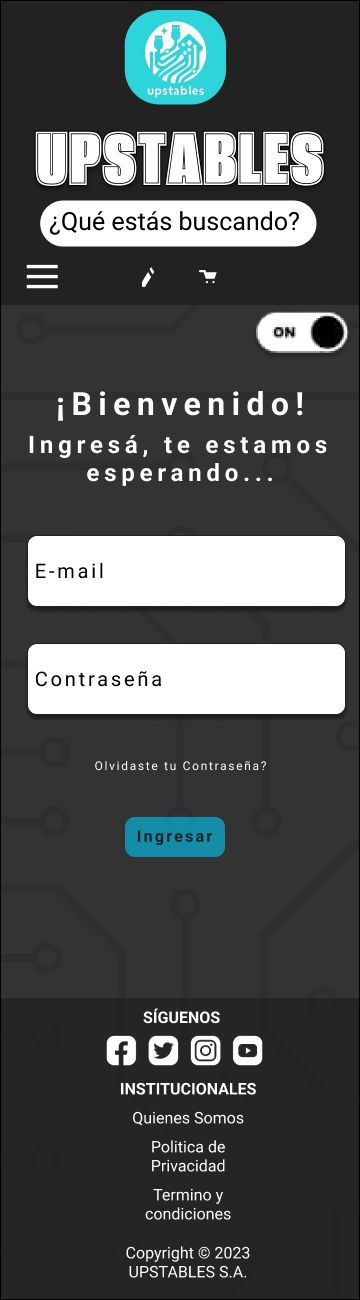 upstables
UPSTABLES
¿Qué estás buscando?
ON
¡Bienvenido!
Ingresá, te estamos
esperando...
E-mail
Contraseña
Olvidaste tu Contraseña?
Ingresar
SÍGUENOS
INSTITUCIONALES
Quienes Somos
Politica de
Privacidad
Termino y
condiciones
Copyright © 2023
UPSTABLES S.A.